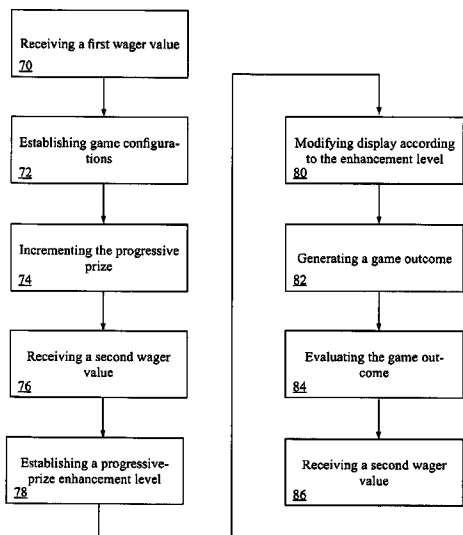 Receiving a first wager value
70
Establishing game configura-
tions
72
Incrementing the progressive
prize
74
Receiving a second wager
value
76
Establishing a progressive-
prize enhancement level
78
Modifying display according
to the enhancement level
80
Generating a game outcome
82
Evaluating the game out-
come
84
Receiving a second wager
value
86